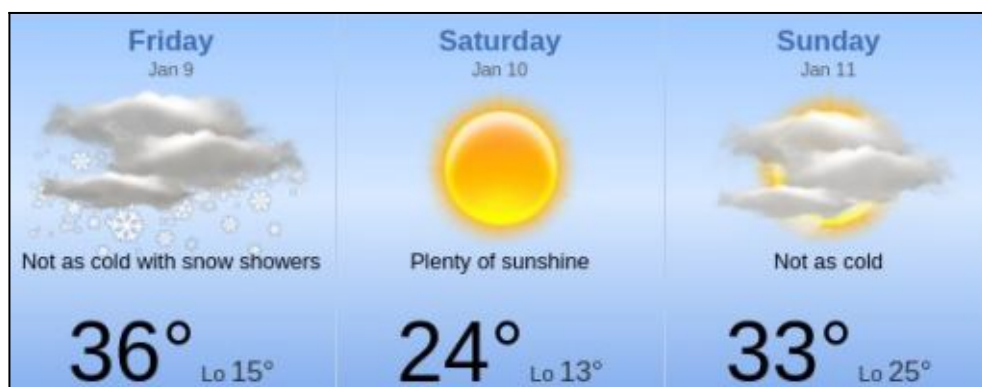 Friday
Jan 9
Not as cold with snow showers
36° Lo 15°
Saturday
Jan 10
Plenty of sunshine
24° Lo 13°
Sunday
Jan 11
Not as cold
33° Lo 25°